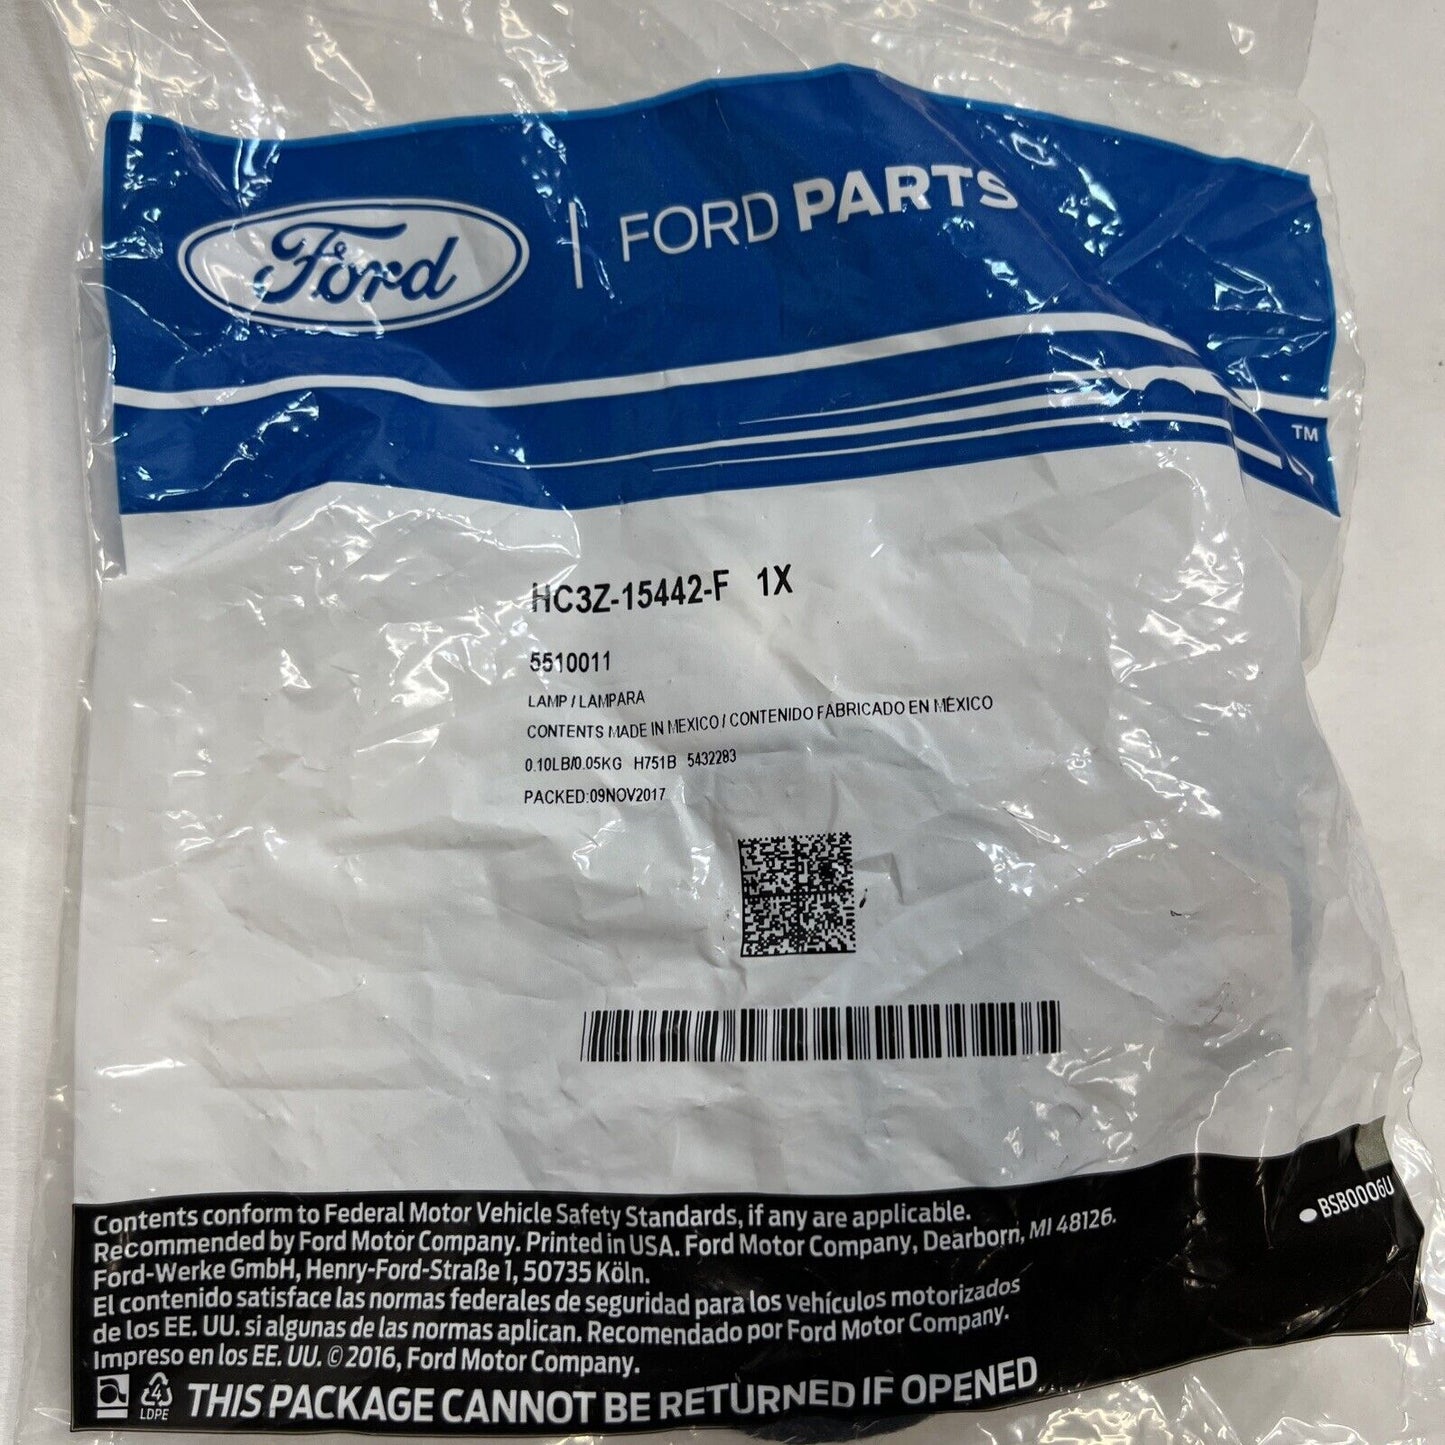 Ford | FORD PARTS
TM
HC3Z-15442-F 1X
5510011
LAMP / LAMPARA
CONTENTS MADE IN MEXICO / CONTENIDO FABRICADO EN MÉXICO
0.10LB/0.05KG H751B 5432283
PACKED:09NOV2017
BSB0006U
Contents conform to Federal Motor Vehicle Safety Standards, if any are applicable.
Recommended by Ford Motor Company. Printed in USA. Ford Motor Company, Dearborn, MI 48126.
Ford-Werke GmbH, Henry-Ford-Straße 1, 50735 Köln.
El contenido satisface las normas federales de seguridad para los vehículos motorizados
de los EE. UU. si algunas de las normas aplican. Recomendado por Ford Motor Company.
Impreso en los EE. UU. © 2016, Ford Motor Company.
4
LDPE
THIS PACKAGE CANNOT BE RETURNED IF OPENED